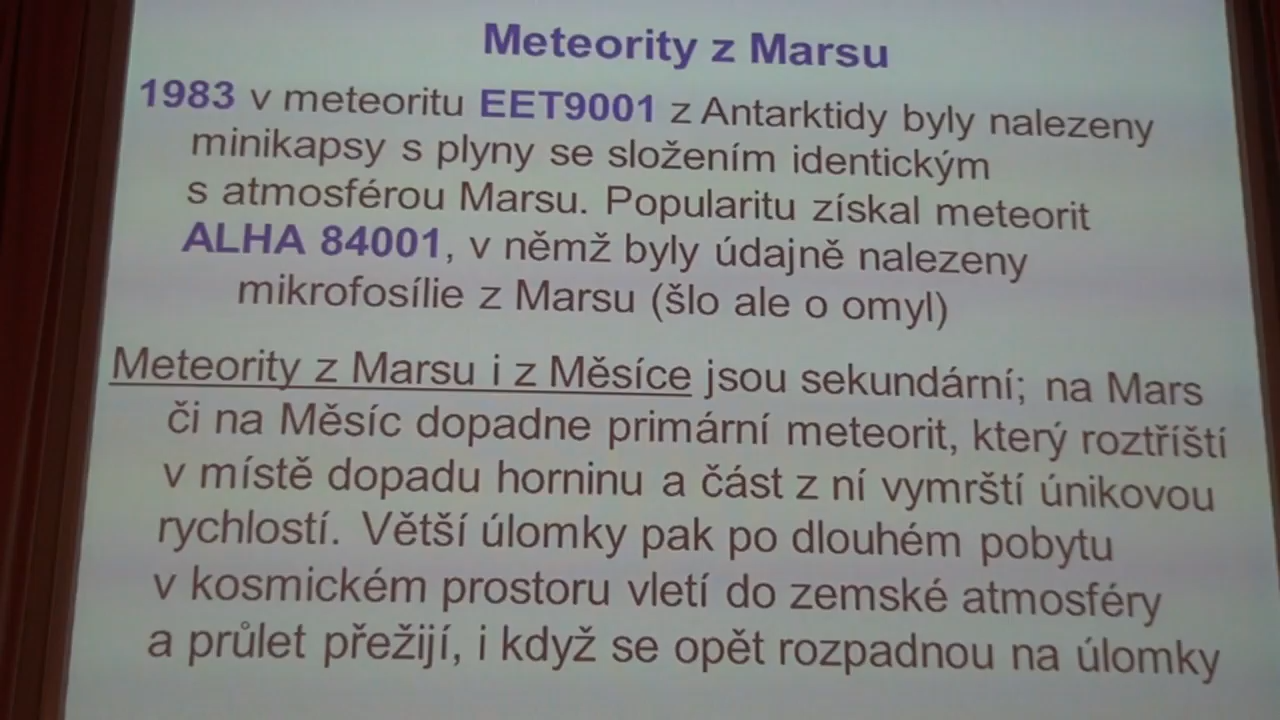 Meteority z Marsu
1983 v meteoritu EET9001 z Antarktidy byly nalezeny
minikapsy s plyny se složením identickým
s atmosférou Marsu. Popularitu získal meteorit
ALHA 84001, v němž byly údajně nalezeny
mikrofosílie z Marsu (šlo ale o omyl)
Meteority z Marsu i z Měsíce jsou sekundární; na Mars
či na Měsíc dopadne primární meteorit, který roztříští
v místě dopadu horninu a část z ní vymrští únikovou
rychlostí. Větší úlomky pak po dlouhém pobytu
v kosmickém prostoru vletí do zemské atmosféry
a průlet přežijí, i když se opět rozpadnou na úlomky